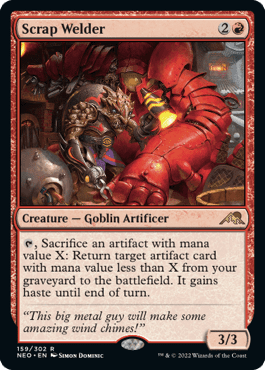 Scrap Welder 2
Creature — Goblin Artificer
, Sacrifice an artifact with mana
value X: Return target artifact card
with mana value less than X from your
graveyard to the battlefield. It gains
haste until end of turn.
“This big metal guy will make some
amazing wind chimes!”
3/3
159/302 R
NEO • EN SIMON DOMINIC ™ & © 2022 Wizards of the Coast